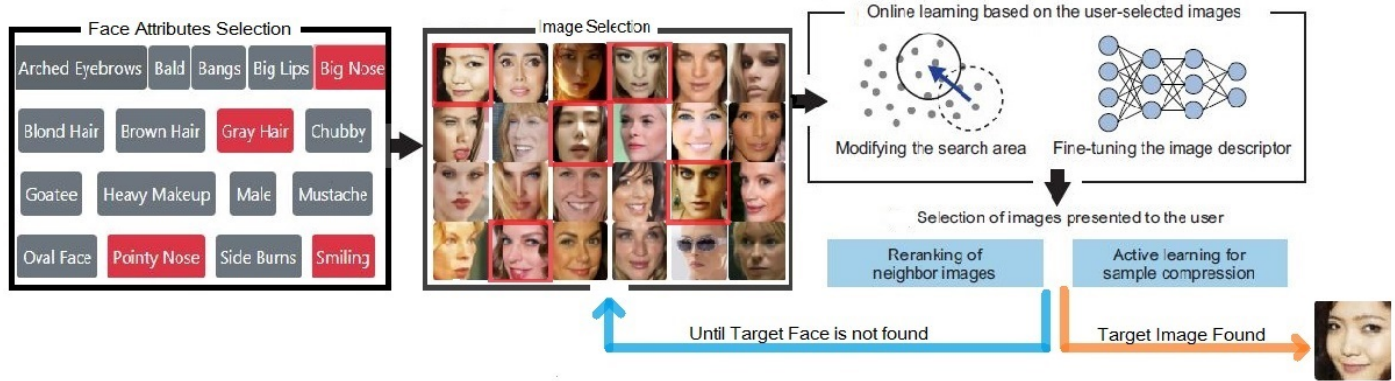 Face Attributes Selection
Arched Eyebrows Bald Bangs Big Lips Big Nose
Blond Hair Brown Hair Gray Hair Chubby
Goatee Heavy Makeup Male Mustache
Oval Face Pointy Nose Side Burns Smiling
Image Selection
Online learning based on the user-selected images
Modifying the search area
Fine-tuning the image descriptor
Selection of images presented to the user
Reranking of
neighbor images
Active learning for
sample compression
Until Target Face is not found
Target Image Found